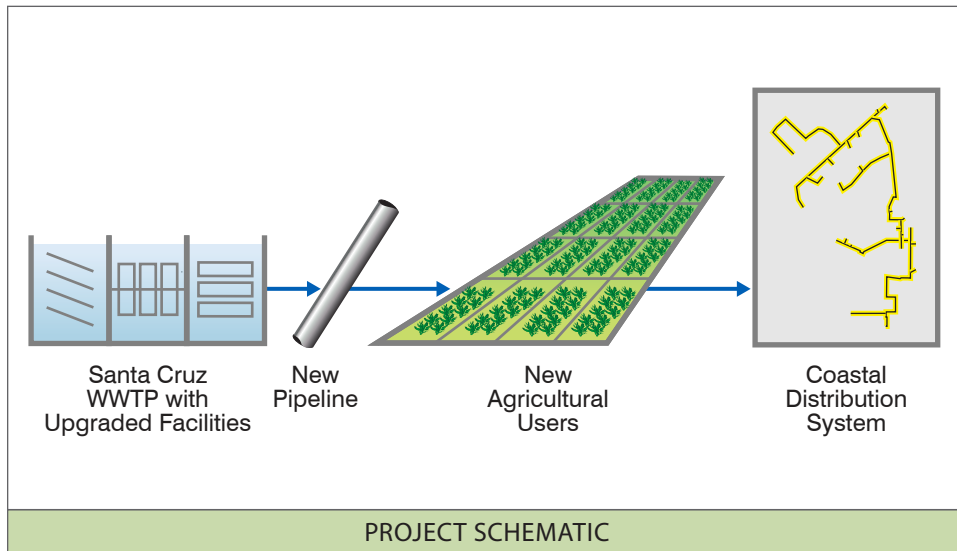 Santa Cruz
WWTP with
Upgraded Facilities
New
Pipeline
New
Agricultural
Users
Coastal
Distribution
System
PROJECT SCHEMATIC